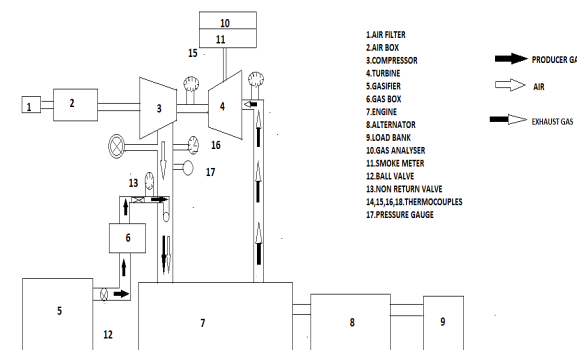 10
11
15
1
2
3
4
16
13
17
6
5
12
7
8
9
1.AIR FILTER
2.AIR BOX
3.COMPRESSOR
4.TURBINE
5.GASIFIER
6.GAS BOX
7.ENGINE
8.ALTERNATOR
9.LOAD BANK
10.GAS ANALYSER
11.SMOKE METER
12.BALL VALVE
13.NON RETURN VALVE
14,15,16,18.THERMOCOUPLES
17.PRESSURE GAUGE
PRODUCER GA
AIR
EXHAUST GAS